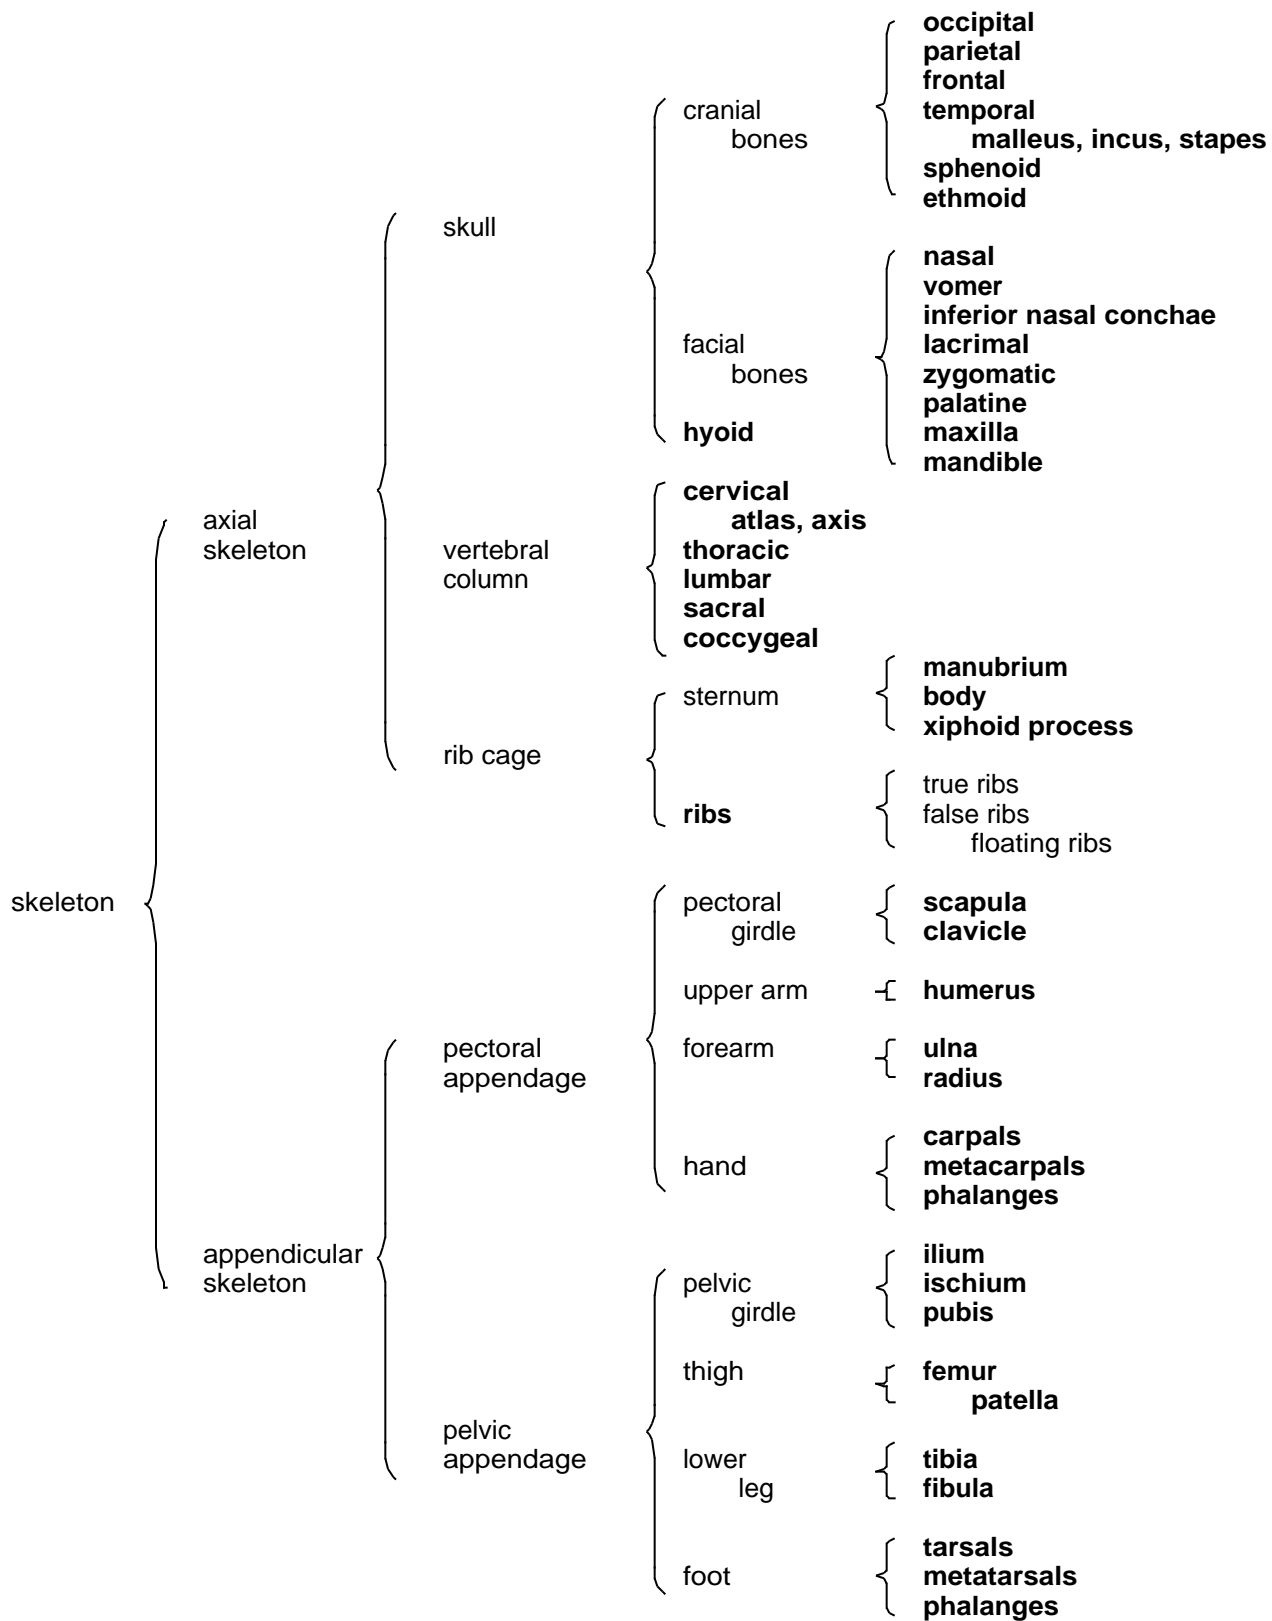 occipital
parietal
frontal
cranial temporal
bones malleus, incus, stapes
sphenoid
ethmoid
skull
nasal
vomer
inferior nasal conchae
facial lacrimal
bones zygomatic
palatine
hyoid maxilla
mandible
cervical
axial atlas, axis
skeleton vertebral thoracic
column lumbar
sacral
coccygeal
manubrium
sternum body
xiphoid process
rib cage
true ribs
ribs false ribs
floating ribs
skeleton pectoral scapula
girdle clavicle
upper arm humerus
pectoral forearm ulna
appendage radius
carpals
hand metacarpals
phalanges
appendicular ilium
skeleton pelvic ischium
girdle pubis
thigh femur
patella
pelvic
appendage lower tibia
leg fibula
tarsals
foot metatarsals
phalanges